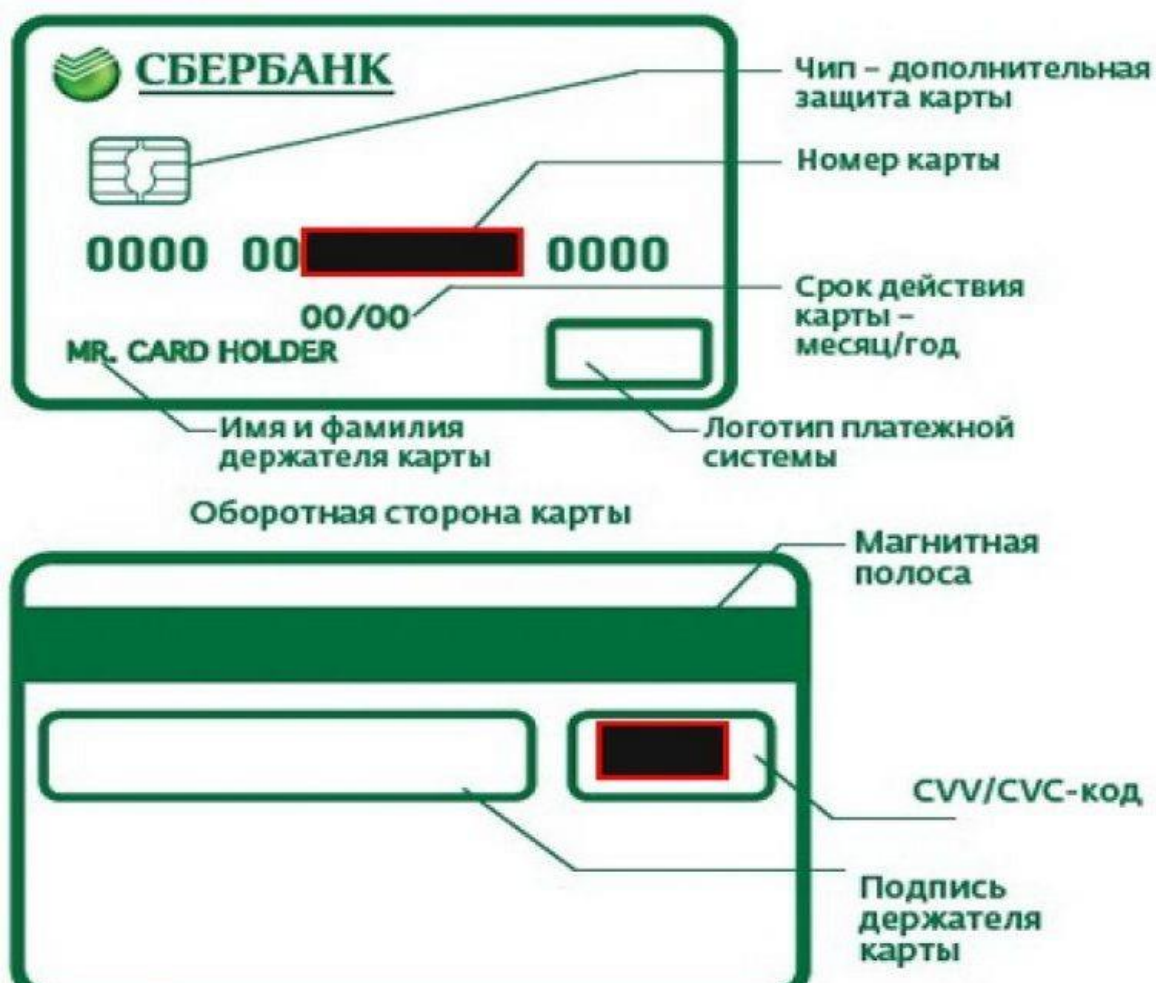 СБЕРБАНК
Чип – дополнительная
защита карты
Номер карты
0000 00
0000
Срок действия
карты –
месяц/год
00/00
MR. CARD HOLDER
Имя и фамилия
держателя карты
Логотип платежной
системы
Оборотная сторона карты
Магнитная
полоса
CVV/CVC-код
Подпись
держателя
карты